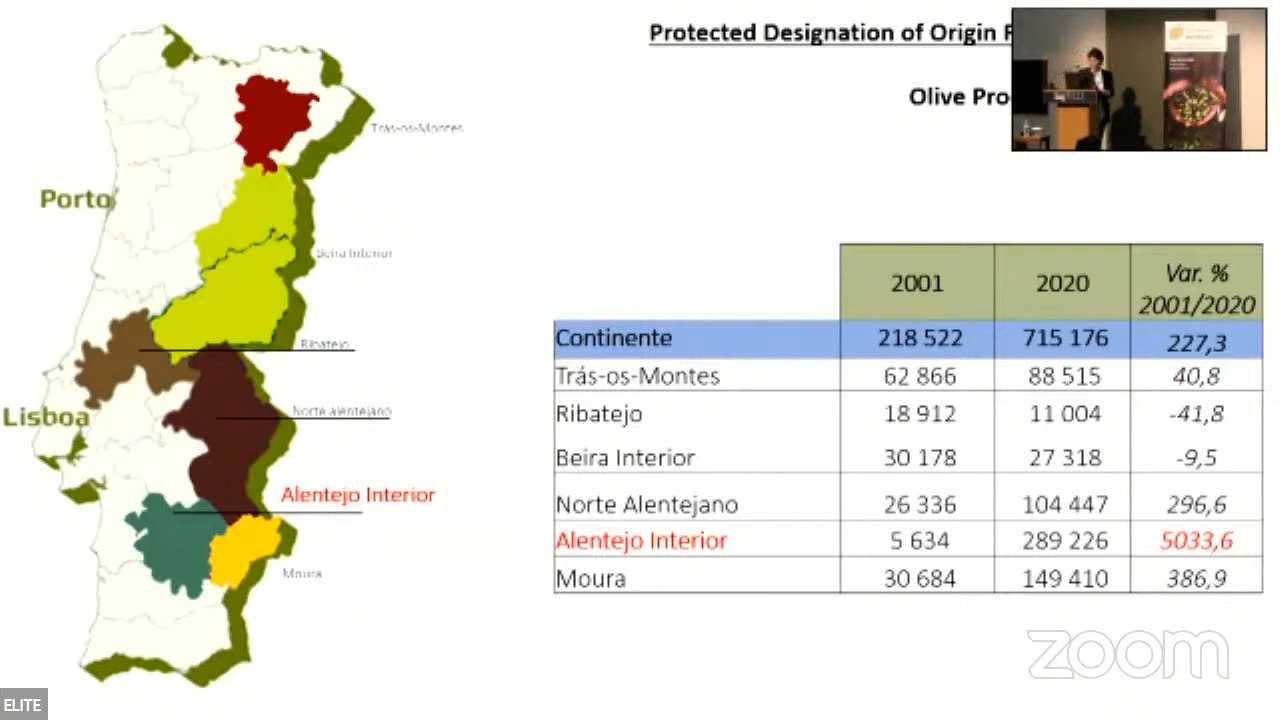 Protected Designation of Origin
Olive Pro
Trás-os-Montes
Porto
Beira Interior
Ribatejo
Norte alentejano
Lisboa
Alentejo Interior
Moura
2001 2020 Var. % 2001/2020
Continente 218 522 715 176 227,3
Trás-os-Montes 62 866 88 515 40,8
Ribatejo 18 912 11 004 -41,8
Beira Interior 30 178 27 318 -9,5
Norte Alentejano 26 336 104 447 296,6
Alentejo Interior 5 634 289 226 5033,6
Moura 30 684 149 410 386,9
zoom
ELITE